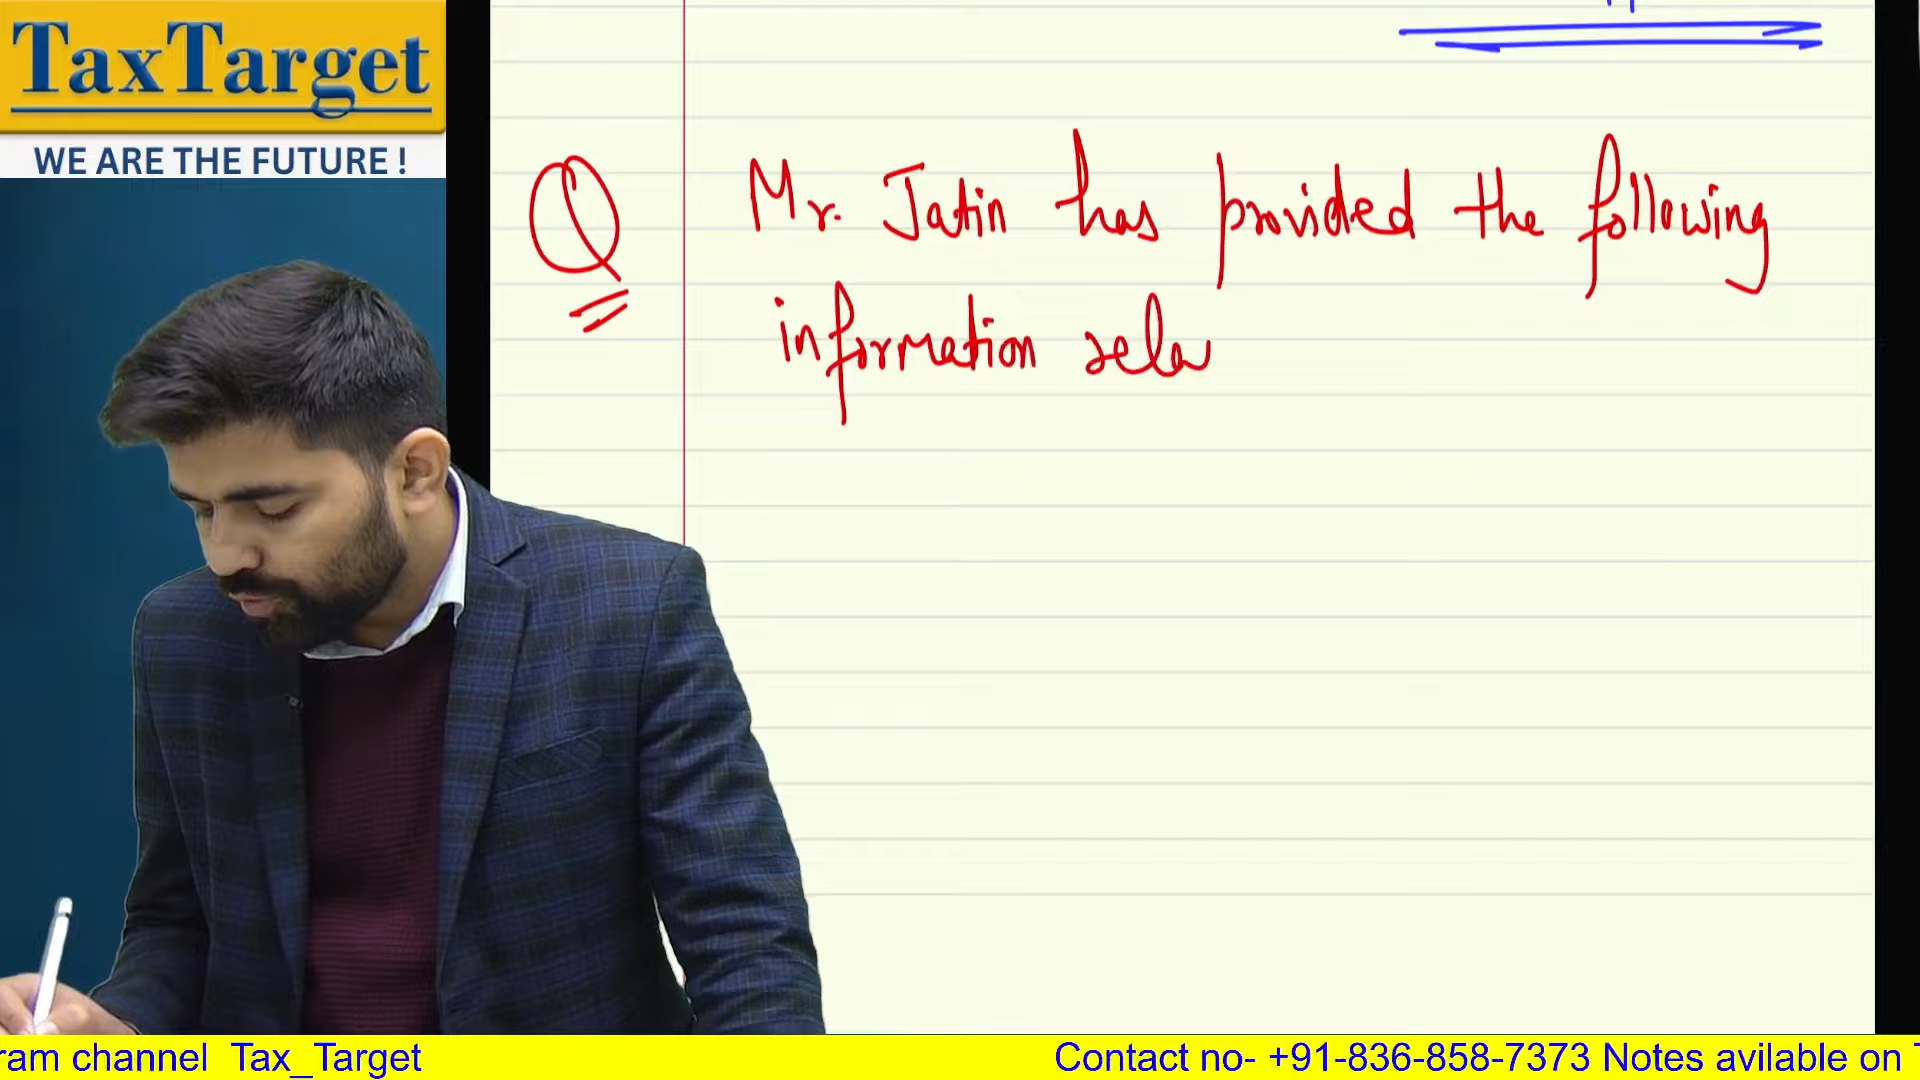 TaxTarget
WE ARE THE FUTURE !
Q
Mr. Jatin has provided the following
information rela
ram channel Tax_Target
Contact no- +91-836-858-7373 Notes avilable on T